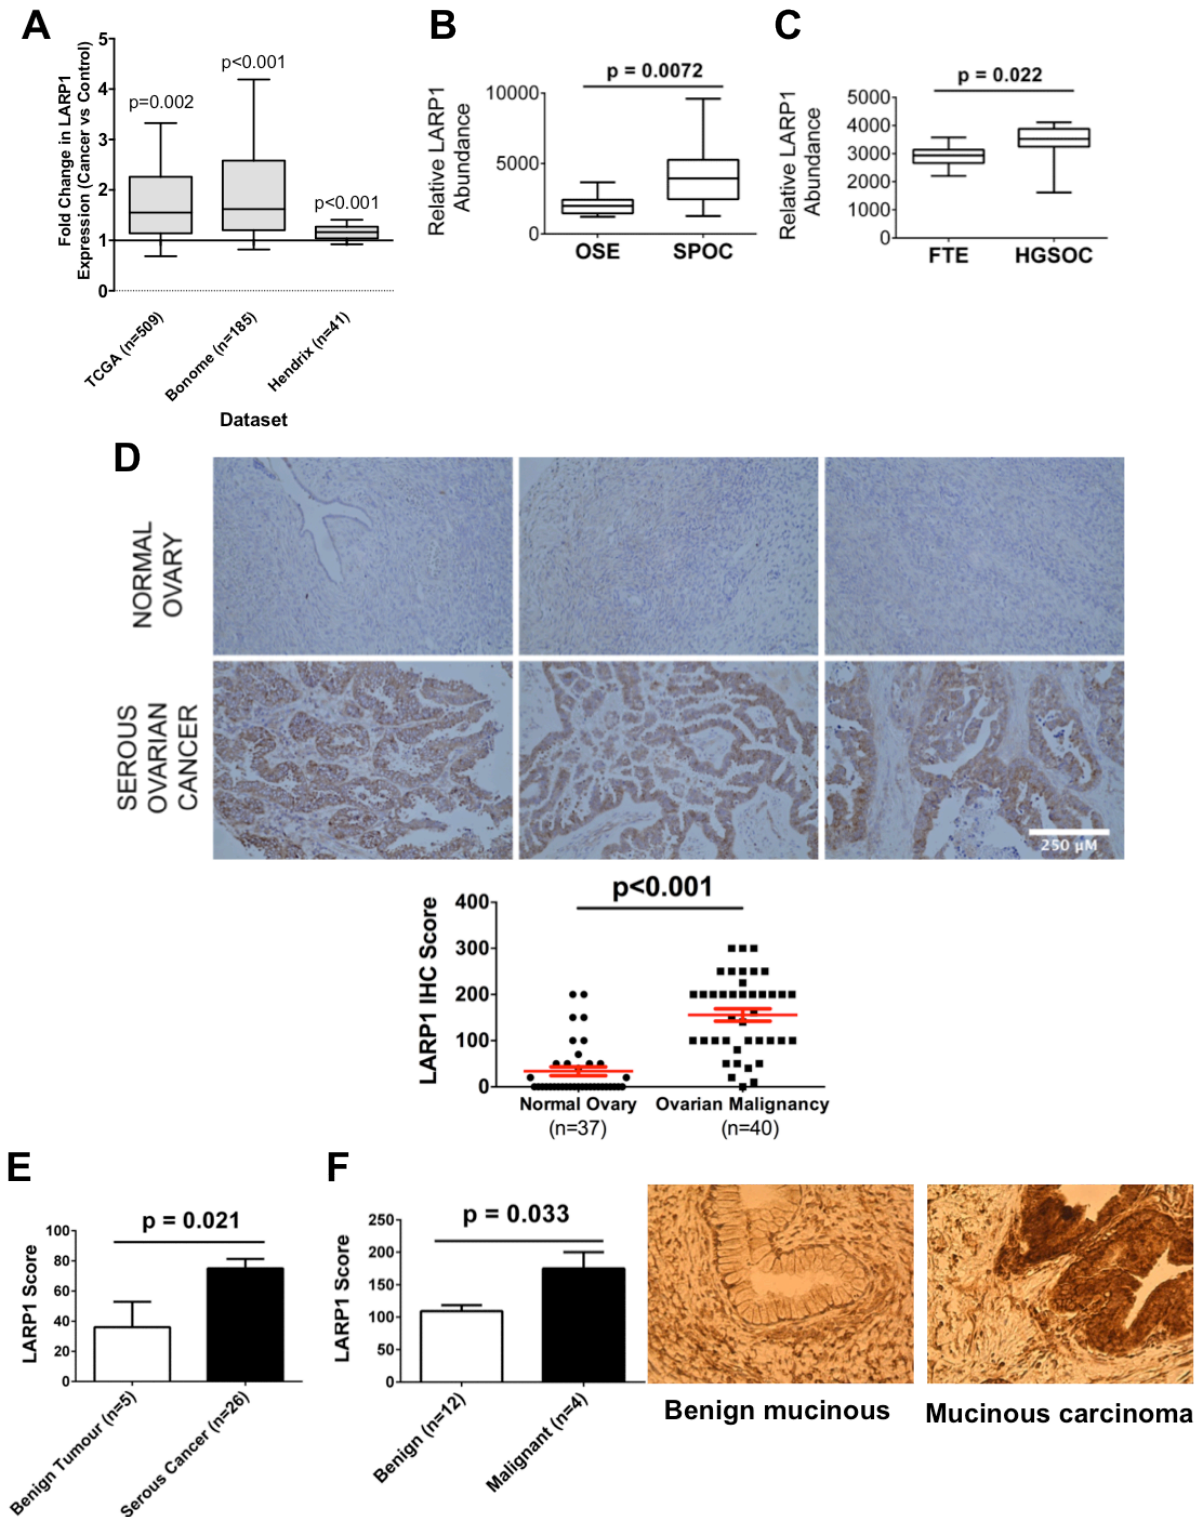 A
Fold Change in LARP1
Expression (Cancer vs Control)
5
4
3
2
1
0
p=0.002
p<0.001
p<0.001
TCGA (n=509)
Bonome (n=185)
Hendrix (n=41)
Dataset
B
Relative LARP1
Abundance
10000
5000
0
p = 0.0072
OSE
SPOC
C
Relative LARP1
Abundance
5000
4000
3000
2000
1000
0
p = 0.022
FTE
HGSOC
D
NORMAL
OVARY
SEROUS
OVARIAN
CANCER
250 µM
LARP1 IHC Score
400
300
200
100
0
p<0.001
Normal Ovary
(n=37)
Ovarian Malignancy
(n=40)
E
LARP1 Score
100
80
60
40
20
0
p = 0.021
Benign Tumour (n=5)
Serous Cancer (n=26)
F
LARP1 Score
250
200
150
100
50
0
p = 0.033
Benign (n=12)
Malignant (n=4)
Benign mucinous
Mucinous carcinoma